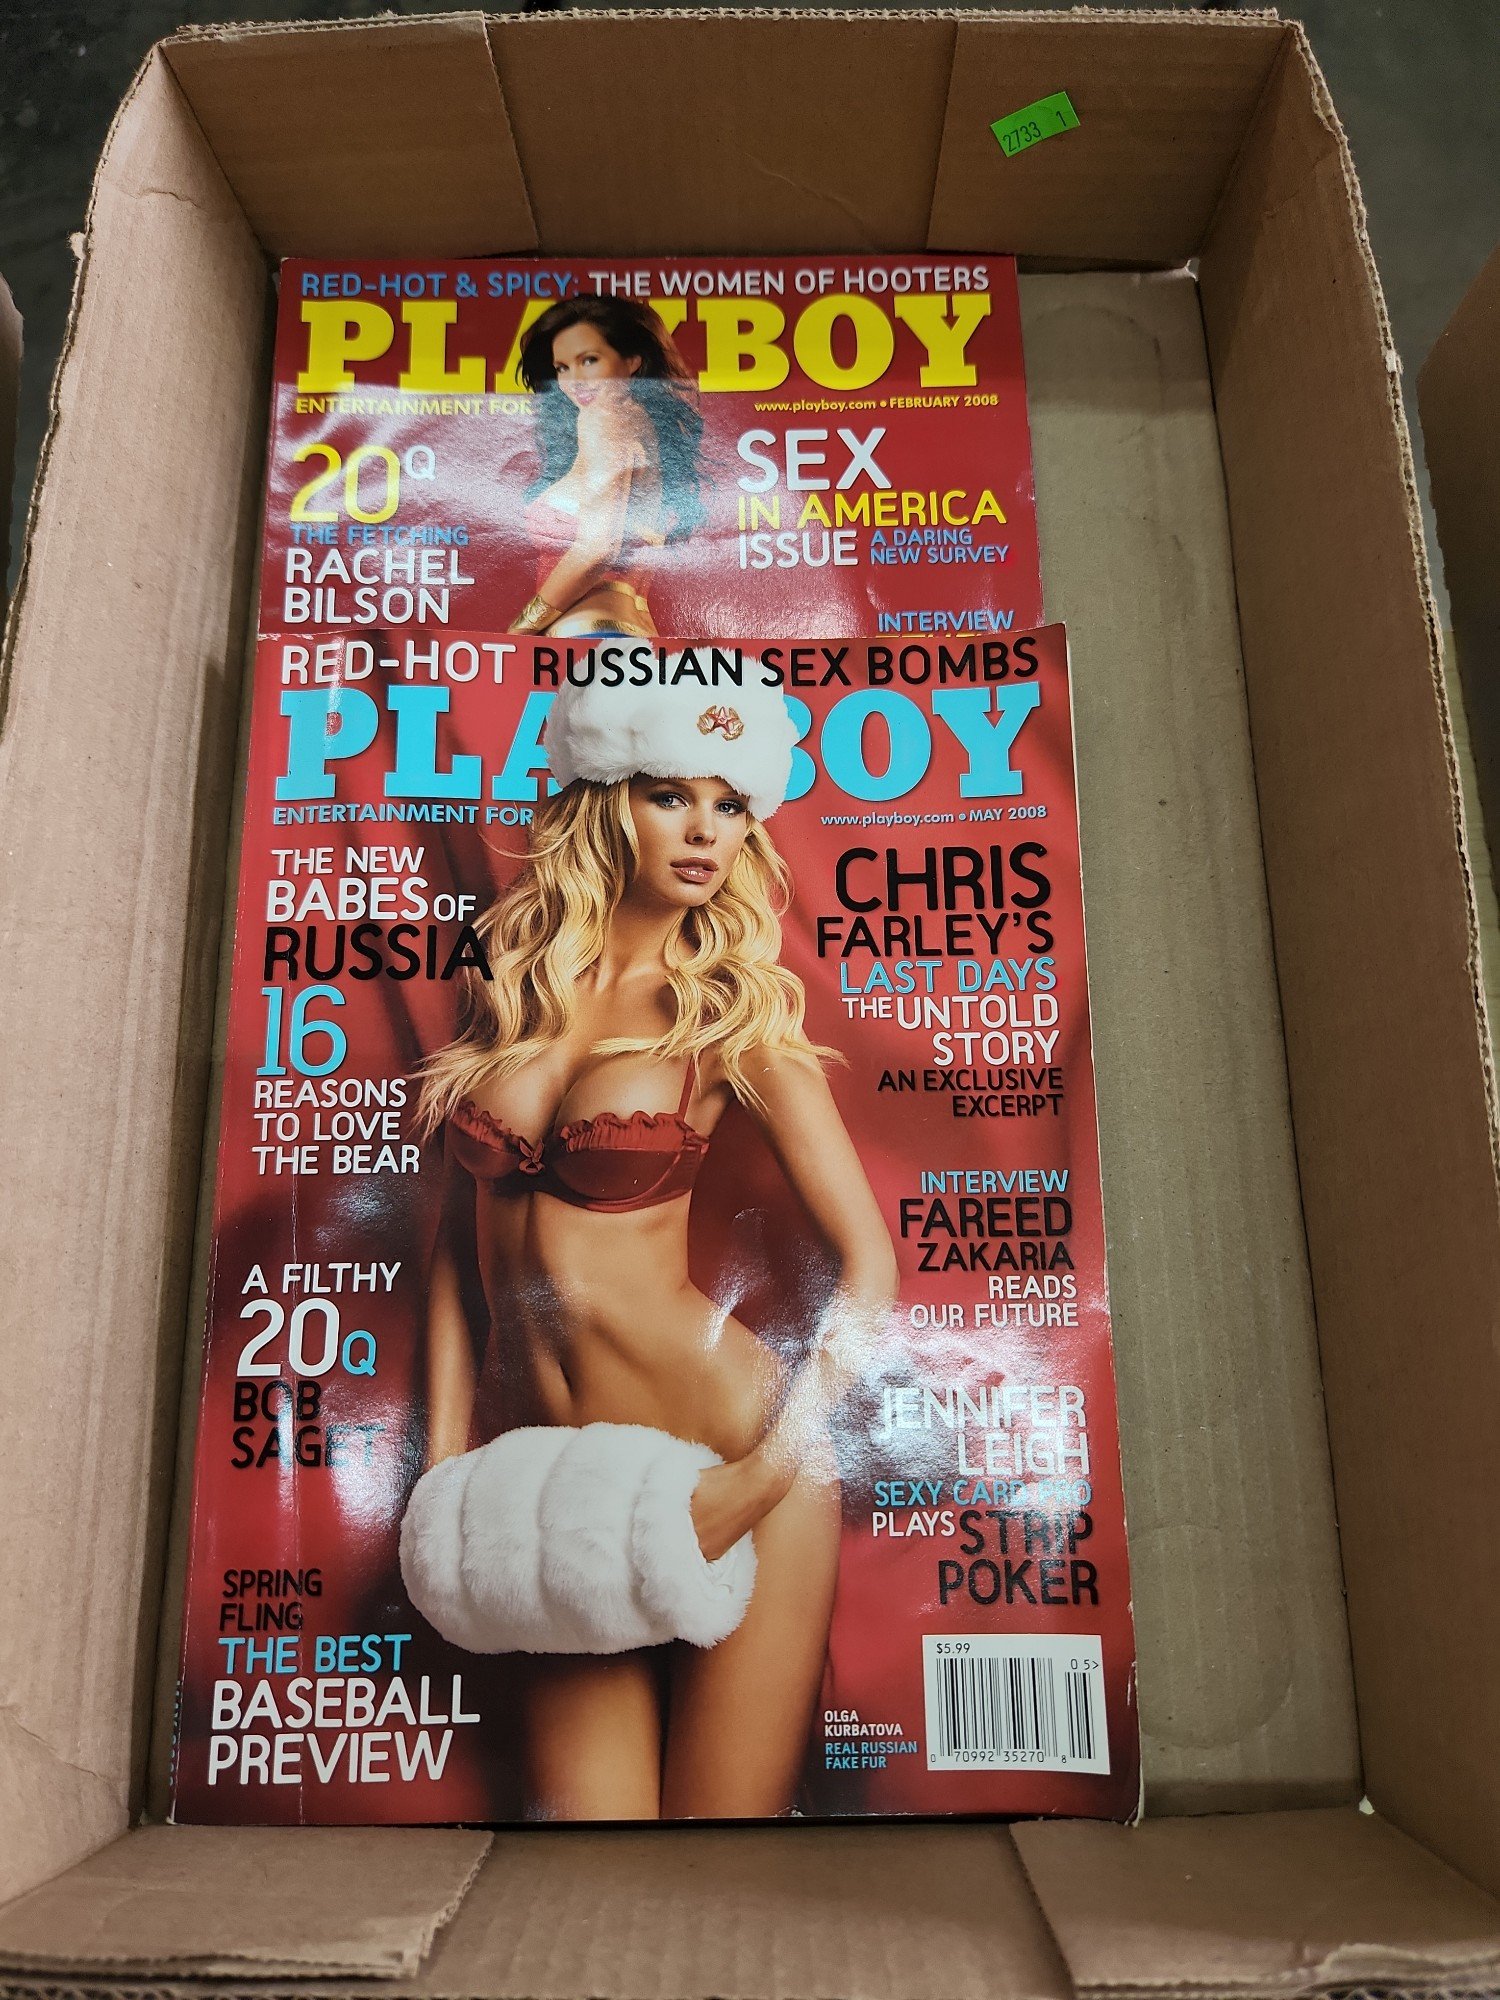 2733 1
RED-HOT & SPICY: THE WOMEN OF HOOTERS
PLAYBOY
ENTERTAINMENT FOR
www.playboy.com • FEBRUARY 2008
20Q
THE FETCHING
RACHEL
BILSON
SEX
IN AMERICA
ISSUE A DARING
NEW SURVEY
INTERVIEW
RED-HOT RUSSIAN SEX BOMBS
PLAYBOY
ENTERTAINMENT FOR
www.playboy.com • MAY 2008
THE NEW
BABES OF
RUSSIA
16
REASONS
TO LOVE
THE BEAR
A FILTHY
20Q
BOB
SAGET
SPRING
FLING
THE BEST
BASEBALL
PREVIEW
CHRIS
FARLEY'S
LAST DAYS
THE UNTOLD
STORY
AN EXCLUSIVE
EXCERPT
INTERVIEW
FAREED
ZAKARIA
READS
OUR FUTURE
JENNIFER
LEIGH
SEXY CARD PRO
PLAYS STRIP
POKER
OLGA
KURBATOVA
REAL RUSSIAN
FAKE FUR
$5.99
05>
0 70992 35270 8